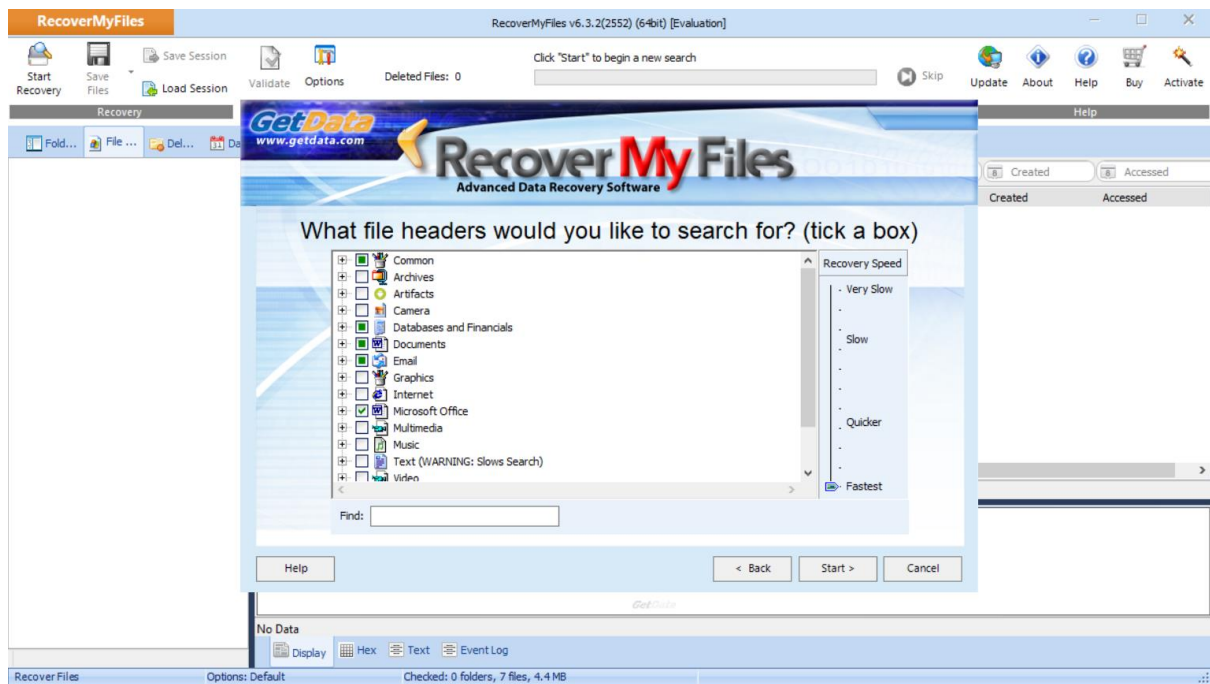 RecoverMyFiles
RecoverMyFiles v6.3.2(2552) (64bit) [Evaluation]
Start Recovery
Save Files
Save Session
Load Session
Validate
Options
Deleted Files: 0
Click "Start" to begin a new search
Skip
Update
About
Help
Buy
Activate
Recovery
Help
Fold...
File ...
Del...
Da
GetData
www.getdata.com
Recover My Files
Advanced Data Recovery Software
Created
Accessed
Created
Accessed
What file headers would you like to search for? (tick a box)
Common
Archives
Artifacts
Camera
Databases and Financials
Documents
Email
Graphics
Internet
Microsoft Office
Multimedia
Music
Text (WARNING: Slows Search)
Video
Recovery Speed
Very Slow
Slow
Quicker
Fastest
Find:
Help
< Back
Start >
Cancel
GetData
No Data
Display
Hex
Text
Event Log
Recover Files
Options: Default
Checked: 0 folders, 7 files, 4.4 MB